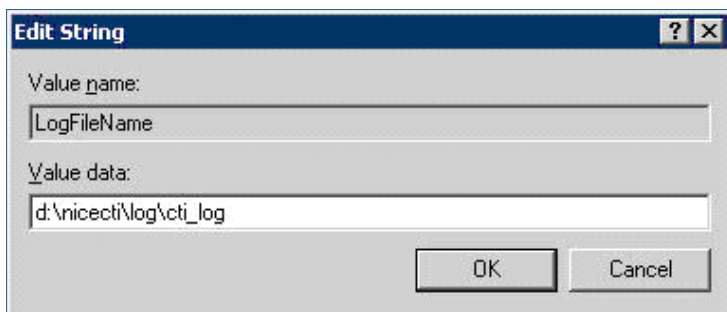 Edit String
? X
Value name:
LogFileName
Value data:
d:\nicecti\log\cti_log
OK Cancel